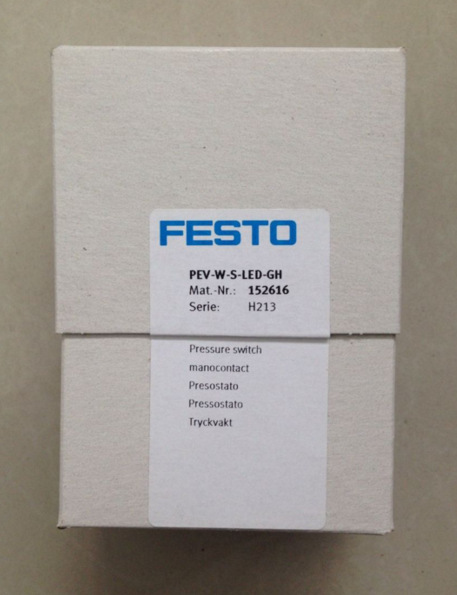 FESTO
PEV-W-S-LED-GH
Mat.-Nr.: 152616
Serie: H213
Pressure switch
manocontact
Presostato
Pressostato
Tryckvakt